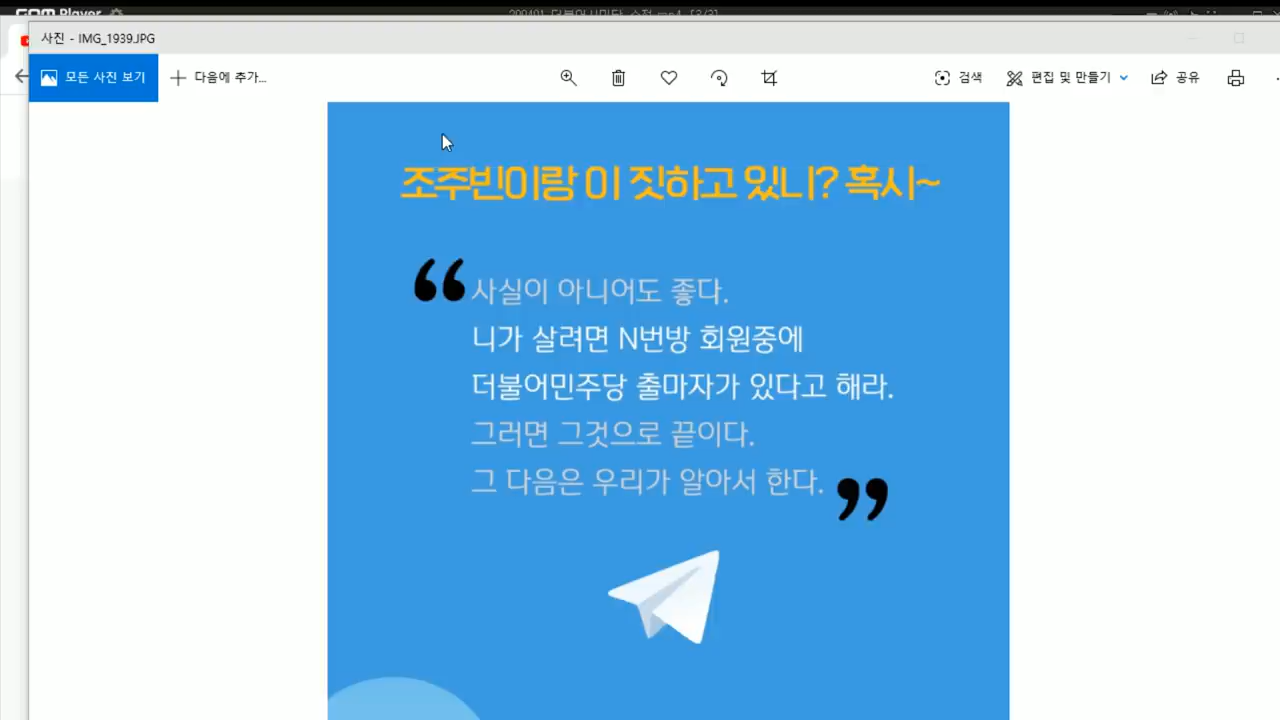 GOM Player
사진 - IMG_1939.JPG
모든 사진 보기
다음에 추가...
검색
편집 및 만들기
공유
조주빈이랑 이 짓하고 있니? 혹시~
“사실이 아니어도 좋다.
니가 살려면 N번방 회원중에
더불어민주당 출마자가 있다고 해라.
그러면 그것으로 끝이다.
그 다음은 우리가 알아서 한다.”